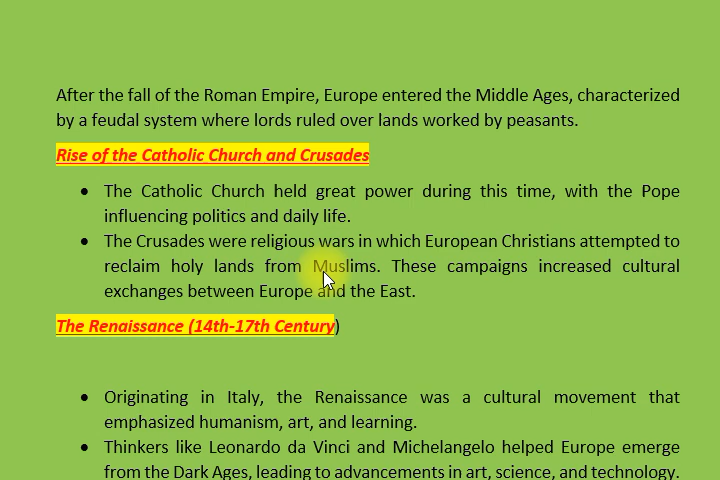 After the fall of the Roman Empire, Europe entered the Middle Ages, characterized
by a feudal system where lords ruled over lands worked by peasants.
Rise of the Catholic Church and Crusades
• The Catholic Church held great power during this time, with the Pope
influencing politics and daily life.
• The Crusades were religious wars in which European Christians attempted to
reclaim holy lands from Muslims. These campaigns increased cultural
exchanges between Europe and the East.
The Renaissance (14th-17th Century)
• Originating in Italy, the Renaissance was a cultural movement that
emphasized humanism, art, and learning.
• Thinkers like Leonardo da Vinci and Michelangelo helped Europe emerge
from the Dark Ages, leading to advancements in art, science, and technology.